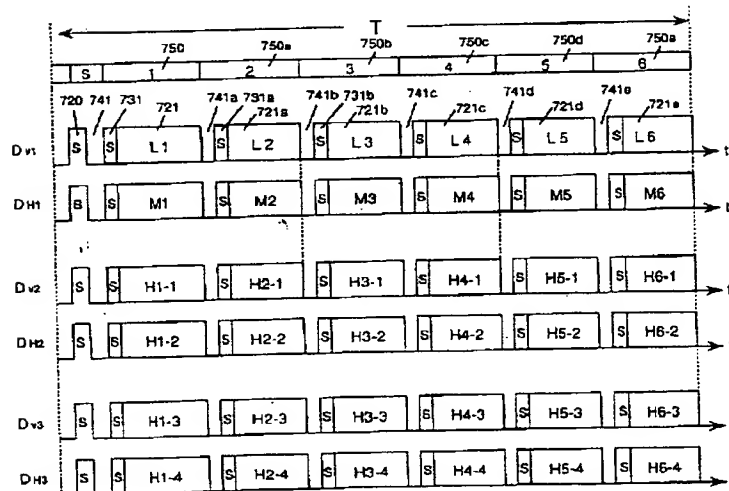 T
750 750a 750b 750c 750d 750a
S 1 2 3 4 5 6
720 741 731 721 741a 731a 721a 741b 731b 721b 741c 721c 741d 721d 741e 721e
DV1 S S L1 S L2 S L3 S L4 S L5 S L6 t
DH1 S S M1 S M2 S M3 S M4 S M5 S M6 t
DV2 S S H1-1 S H2-1 S H3-1 S H4-1 S H5-1 S H6-1
DH2 S S H1-2 S H2-2 S H3-2 S H4-2 S H5-2 S H6-2
DV3 S S H1-3 S H2-3 S H3-3 S H4-3 S H5-3 S H6-3
DH3 S S H1-4 S H2-4 S H3-4 S H4-4 S H5-4 S H6-4